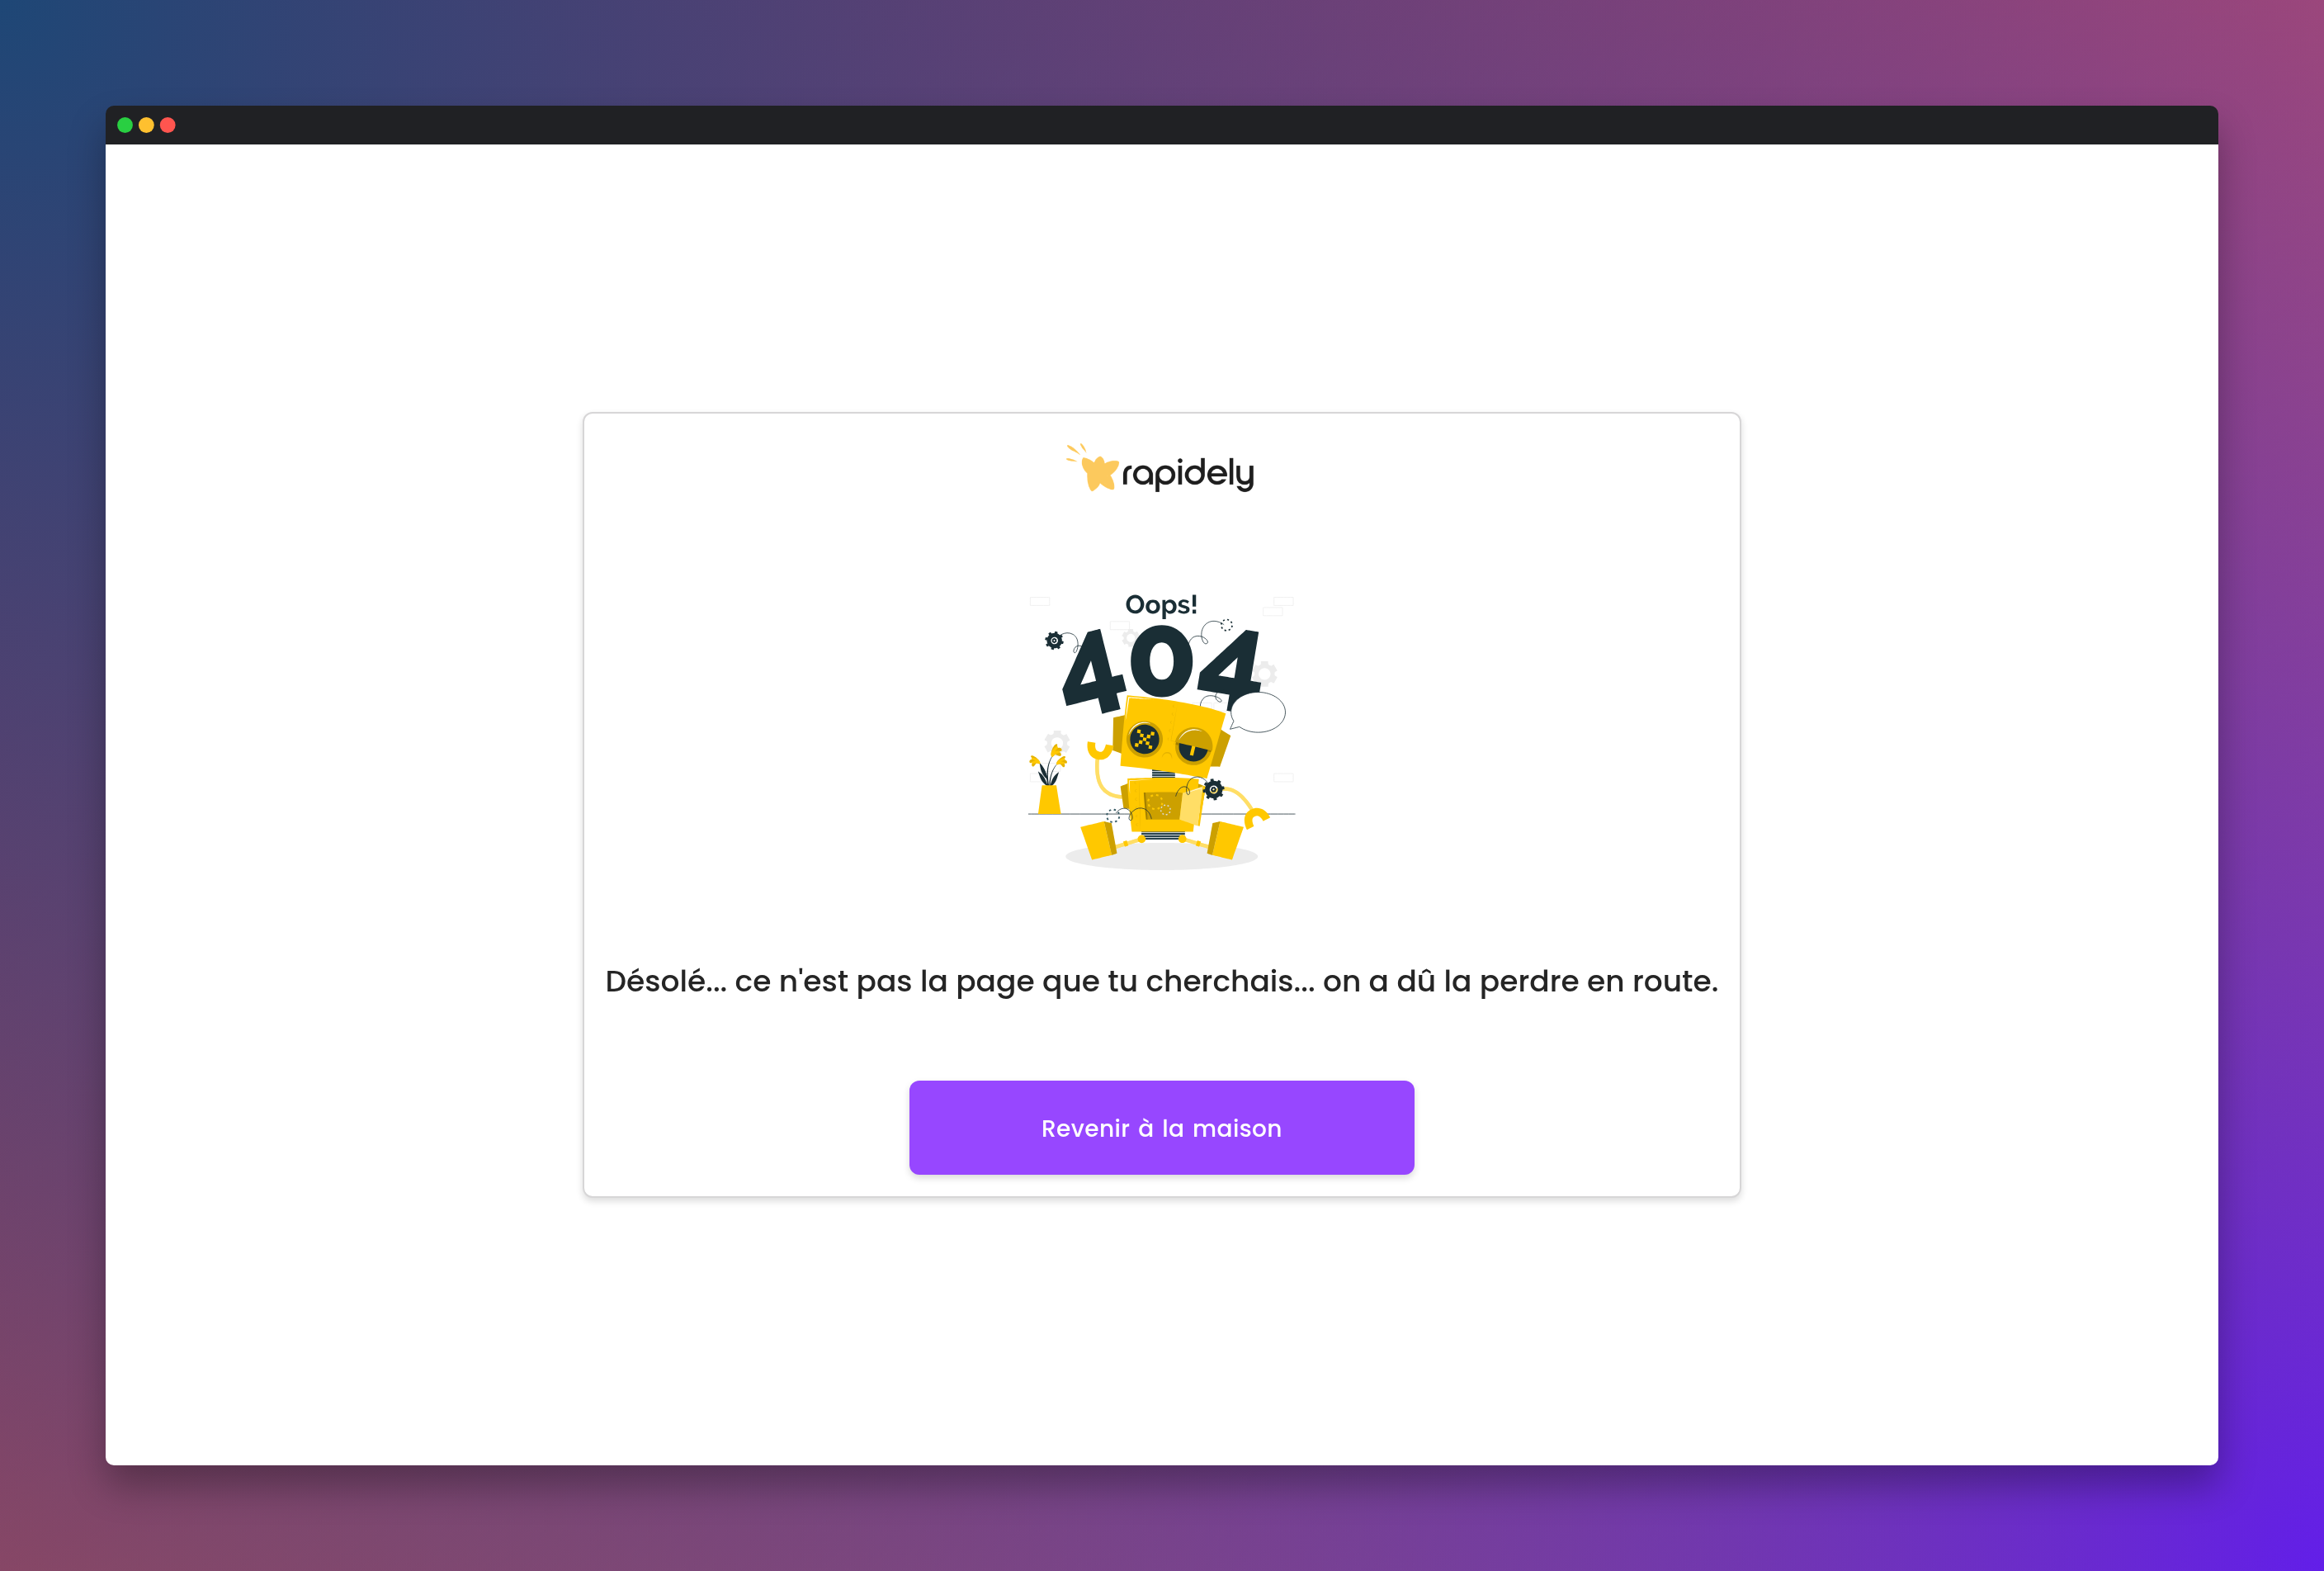 rapidely
Oops!
404
Désolé... ce n'est pas la page que tu cherchais... on a dû la perdre en route.
Revenir à la maison